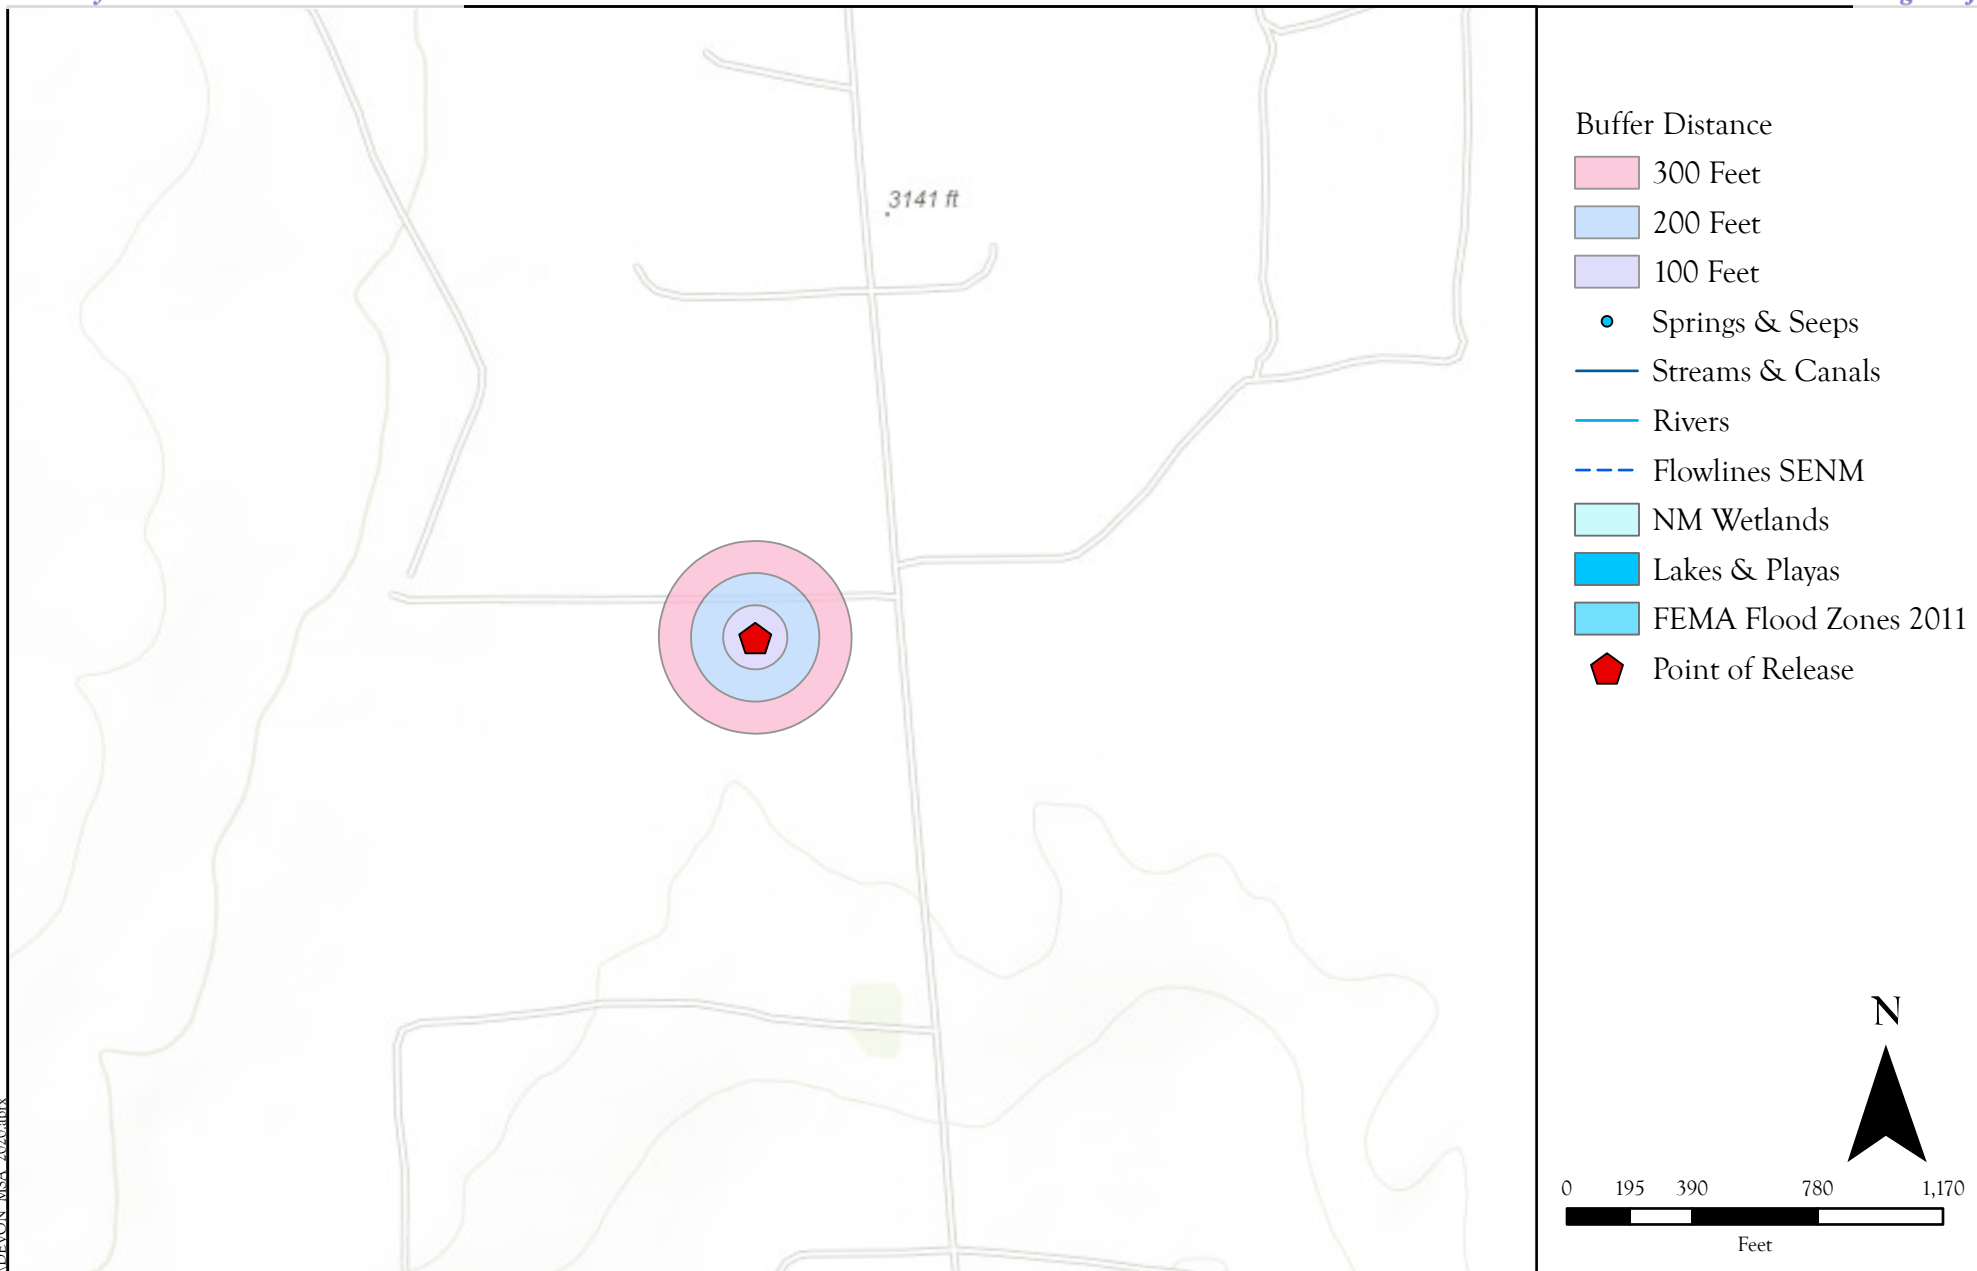 3141 ft
Buffer Distance
300 Feet
200 Feet
100 Feet
Springs & Seeps
Streams & Canals
Rivers
Flowlines SENM
NM Wetlands
Lakes & Playas
FEMA Flood Zones 2011
Point of Release
N
0 195 390 780 1,170
Feet